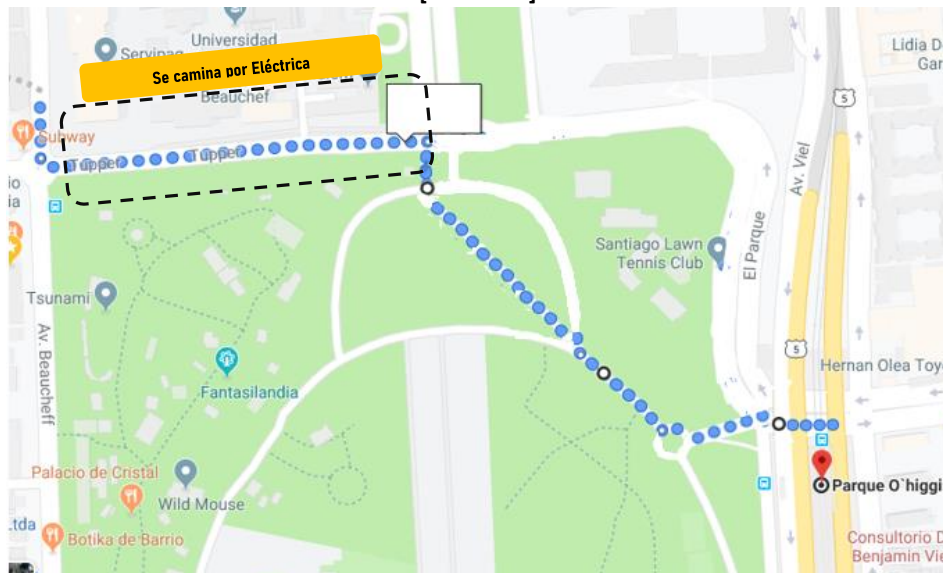 Universidad
Servipag
Se camina por Eléctrica
Beauchef
Subway
Tupper
Tupper
Santiago Lawn
Tennis Club
El Parque
Av. Viel
5
Lidia D
Gar
Tsunami
Av. Beaucheff
Fantasilandia
5
Hernan Olea Toyo
Palacio de Cristal
Wild Mouse
Ltda
Botika de Barrio
Parque O`higgi
Consultorio D
Benjamin Vie